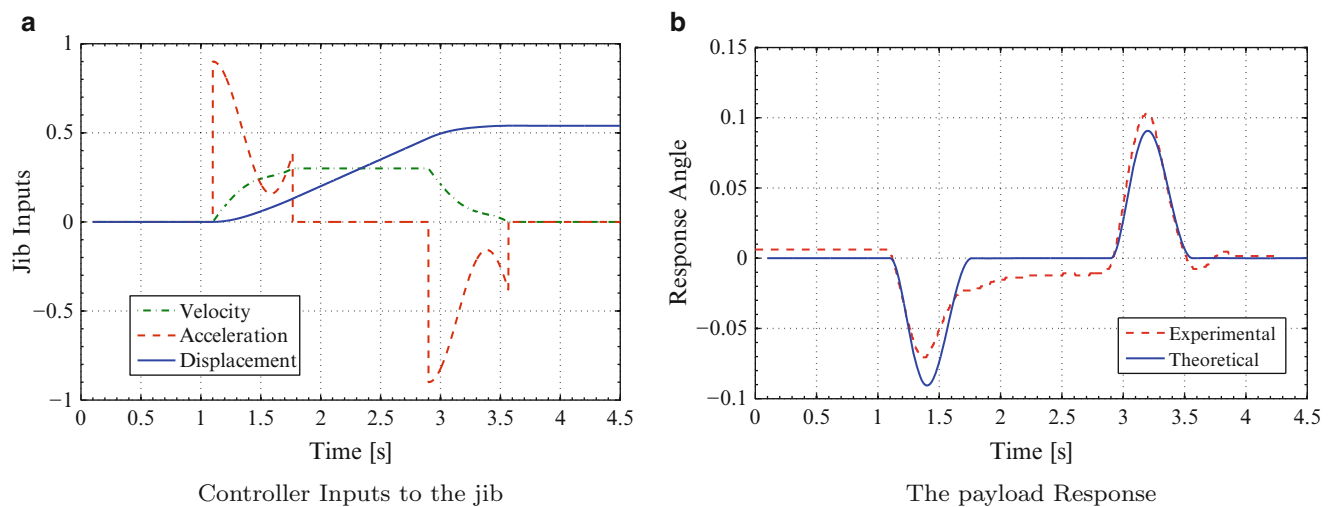 a
1
0.5
0
−0.5
−1
Jib Inputs
Velocity
Acceleration
Displacement
0 0.5 1 1.5 2 2.5 3 3.5 4 4.5
Time [s]
Controller Inputs to the jib
b
0.15
0.1
0.05
0
−0.05
−0.1
Response Angle
Experimental
Theoretical
0 0.5 1 1.5 2 2.5 3 3.5 4 4.5
Time [s]
The payload Response